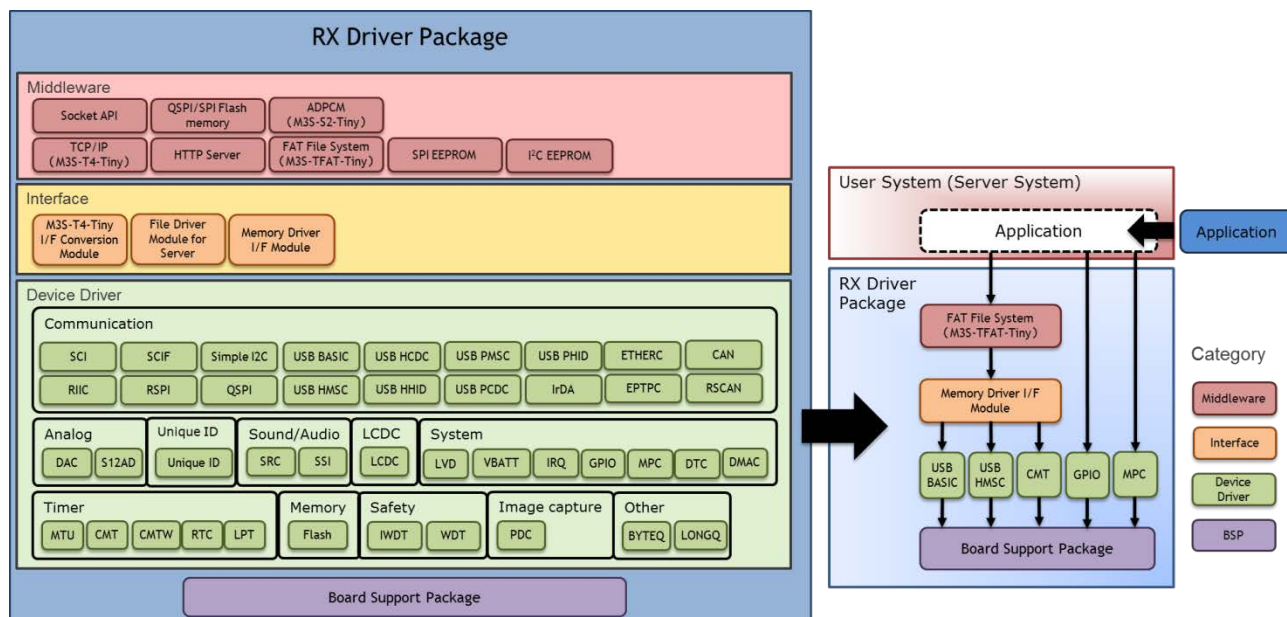 RX Driver Package
Middleware
Socket API
QSPI/SPI Flash
memory
ADPCM
(M3S-S2-Tiny)
TCP/IP
(M3S-T4-Tiny)
HTTP Server
FAT File System
(M3S-TFAT-Tiny)
SPI EEPROM
I²C EEPROM
Interface
M3S-T4-Tiny
I/F Conversion
Module
File Driver
Module for
Server
Memory Driver
I/F Module
Device Driver
Communication
SCI
SCIF
Simple I2C
USB BASIC
USB HCDC
USB PMSC
USB PHID
ETHERC
CAN
RIIC
RSPI
QSPI
USB HMSC
USB HHID
USB PCDC
IrDA
EPTPC
RSCAN
Analog
DAC
S12AD
Unique ID
Unique ID
Sound/Audio
SRC
SSI
LCDC
LCDC
System
LVD
VBATT
IRQ
GPIO
MPC
DTC
DMAC
Timer
MTU
CMT
CMTW
RTC
LPT
Memory
Flash
Safety
IWDT
WDT
Image capture
PDC
Other
BYTEQ
LONGQ
Board Support Package
User System (Server System)
Application
Application
RX Driver
Package
FAT File System
(M3S-TFAT-Tiny)
Memory Driver I/F
Module
USB
BASIC
USB
HMSC
CMT
GPIO
MPC
Board Support Package
Category
Middleware
Interface
Device
Driver
BSP